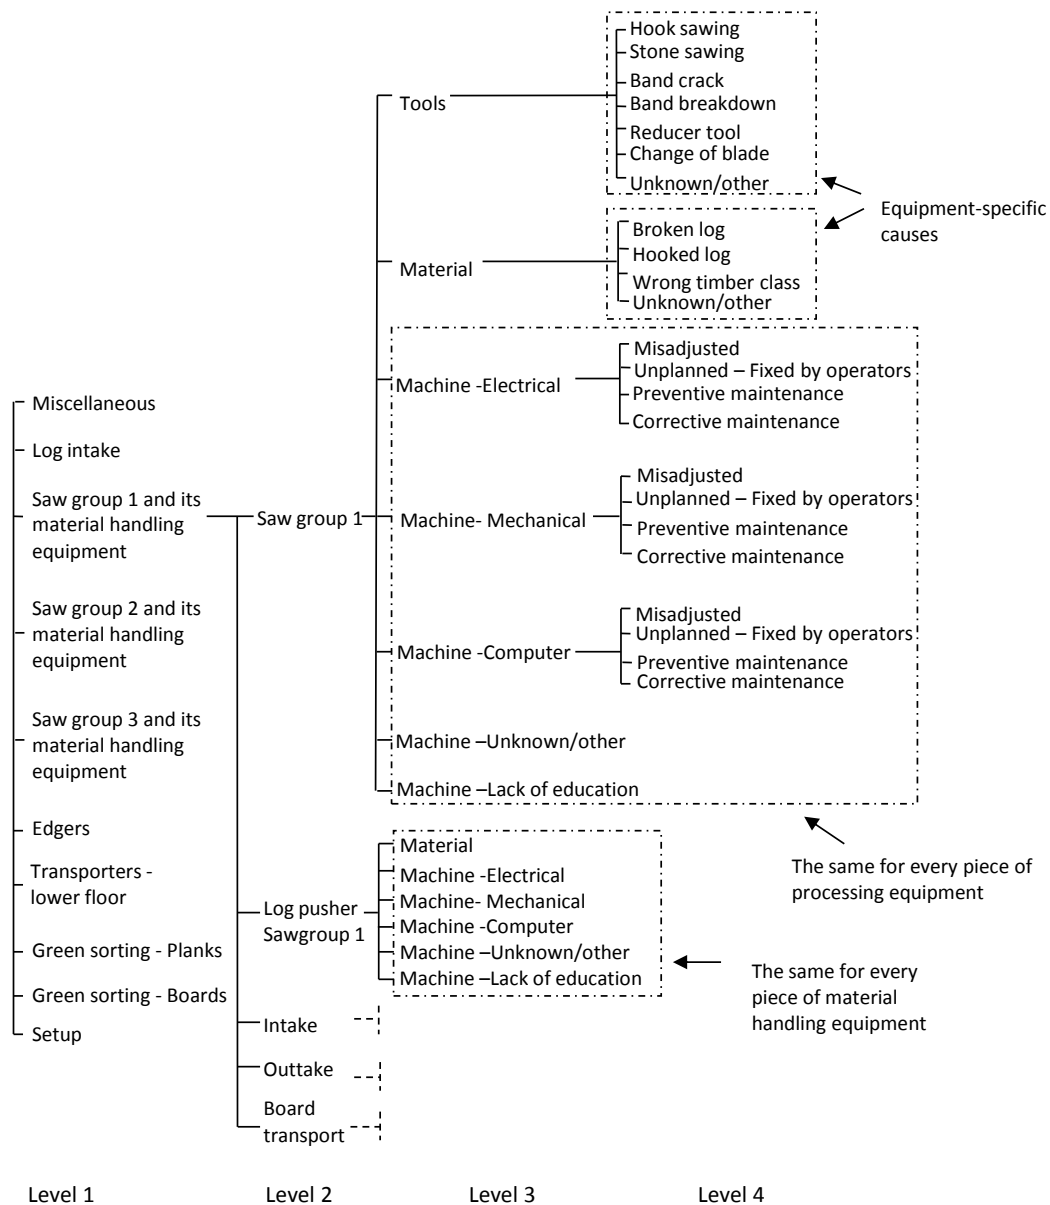 Hook sawing
Stone sawing
Band crack
Band breakdown
Reducer tool
Change of blade
Unknown/other
Tools
Equipment-specific
causes
Broken log
Hooked log
Wrong timber class
Unknown/other
Material
Misadjusted
Unplanned – Fixed by operators
Preventive maintenance
Corrective maintenance
Machine -Electrical
Miscellaneous
Log intake
Saw group 1 and its
material handling
equipment
Saw group 1
Machine- Mechanical
Misadjusted
Unplanned – Fixed by operators
Preventive maintenance
Corrective maintenance
Saw group 2 and its
material handling
equipment
Machine -Computer
Misadjusted
Unplanned – Fixed by operators
Preventive maintenance
Corrective maintenance
Saw group 3 and its
material handling
equipment
Machine –Unknown/other
Machine –Lack of education
Edgers
Transporters -
lower floor
Green sorting - Planks
Green sorting - Boards
Setup
Log pusher
Sawgroup 1
Material
Machine -Electrical
Machine- Mechanical
Machine -Computer
Machine –Unknown/other
Machine –Lack of education
The same for every piece of
processing equipment
The same for every
piece of material
handling equipment
Intake
Outtake
Board
transport
Level 1
Level 2
Level 3
Level 4